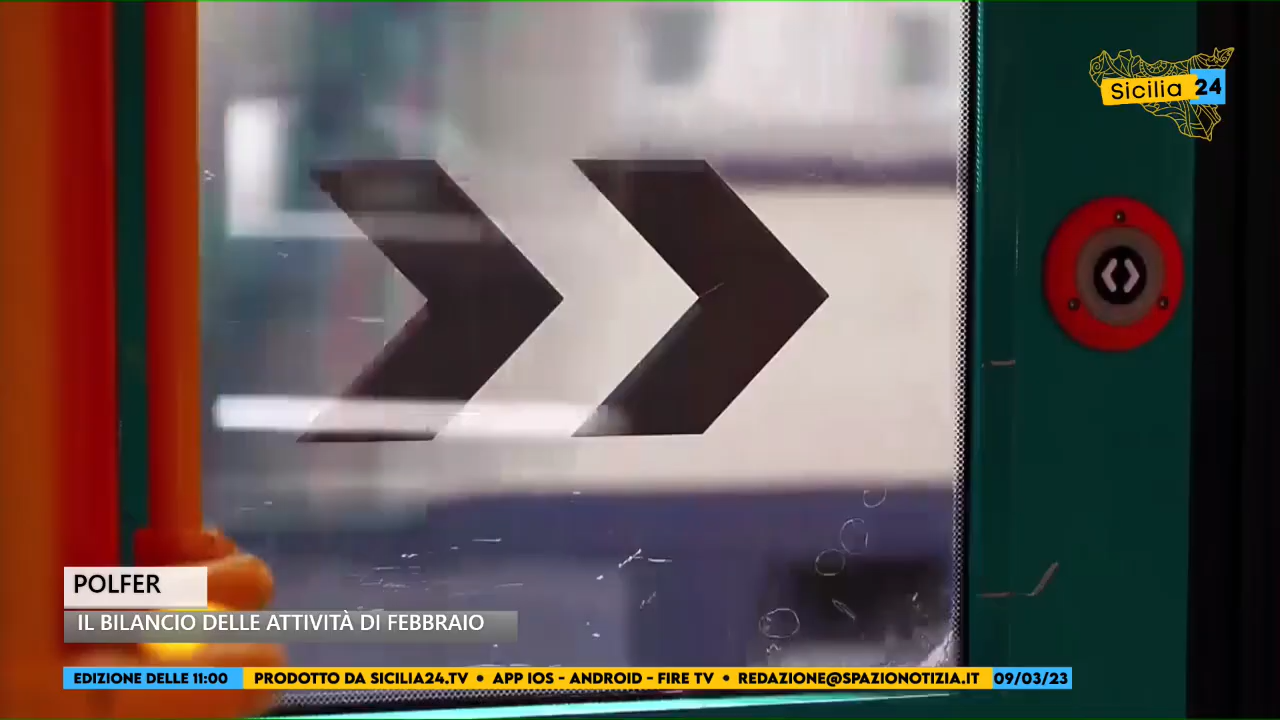 Sicilia 24
POLFER
IL BILANCIO DELLE ATTIVITÀ DI FEBBRAIO
EDIZIONE DELLE 11:00 PRODOTTO DA SICILIA24.TV • APP IOS - ANDROID - FIRE TV • REDAZIONE@SPAZIONOTIZIA.IT 09/03/23